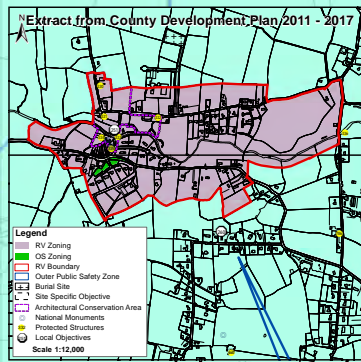 N
Extract from County Development Plan 2011 - 2017
Legend
RV Zoning
OS Zoning
RV Boundary
Outer Public Safety Zone
Burial Site
Site Specific Objective
Architectural Conservation Area
National Monuments
Protected Structures
Local Objectives
Scale 1:12,000